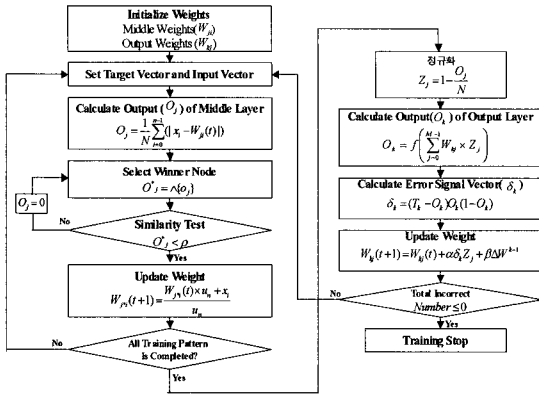 Initialize Weights
Middle Weights(W_ji)
Output Weights(W_kj)
Set Target Vector and Input Vector
Calculate Output(O_j) of Middle Layer
O_j = 1/N ∑_{i=0}^{n-1} (| x_i - W_ji(t) |)
Select Winner Node
O*_j = ∧{o_j}
O_j = 0
No
Similarity Test
O*_j < ρ
Yes
Update Weight
W_j*i(t+1) = (W_j*i(t) × u_n + x_i) / u_n
No
All Training Pattern
Is Completed?
Yes
정규화
Z_j = 1 - O_j/N
Calculate Output(O_k) of Output Layer
O_k = f(∑_{j=0}^{M-1} W_kj × Z_j)
Calculate Error Signal Vector(δ_k)
δ_k = (T_k - O_k)O_k(1 - O_k)
Update Weight
W_kj(t+1) = W_kj(t) + αδ_k Z_j + βΔW^{k-1}
No
Total Incorrect
Number ≤ 0
Yes
Training Stop